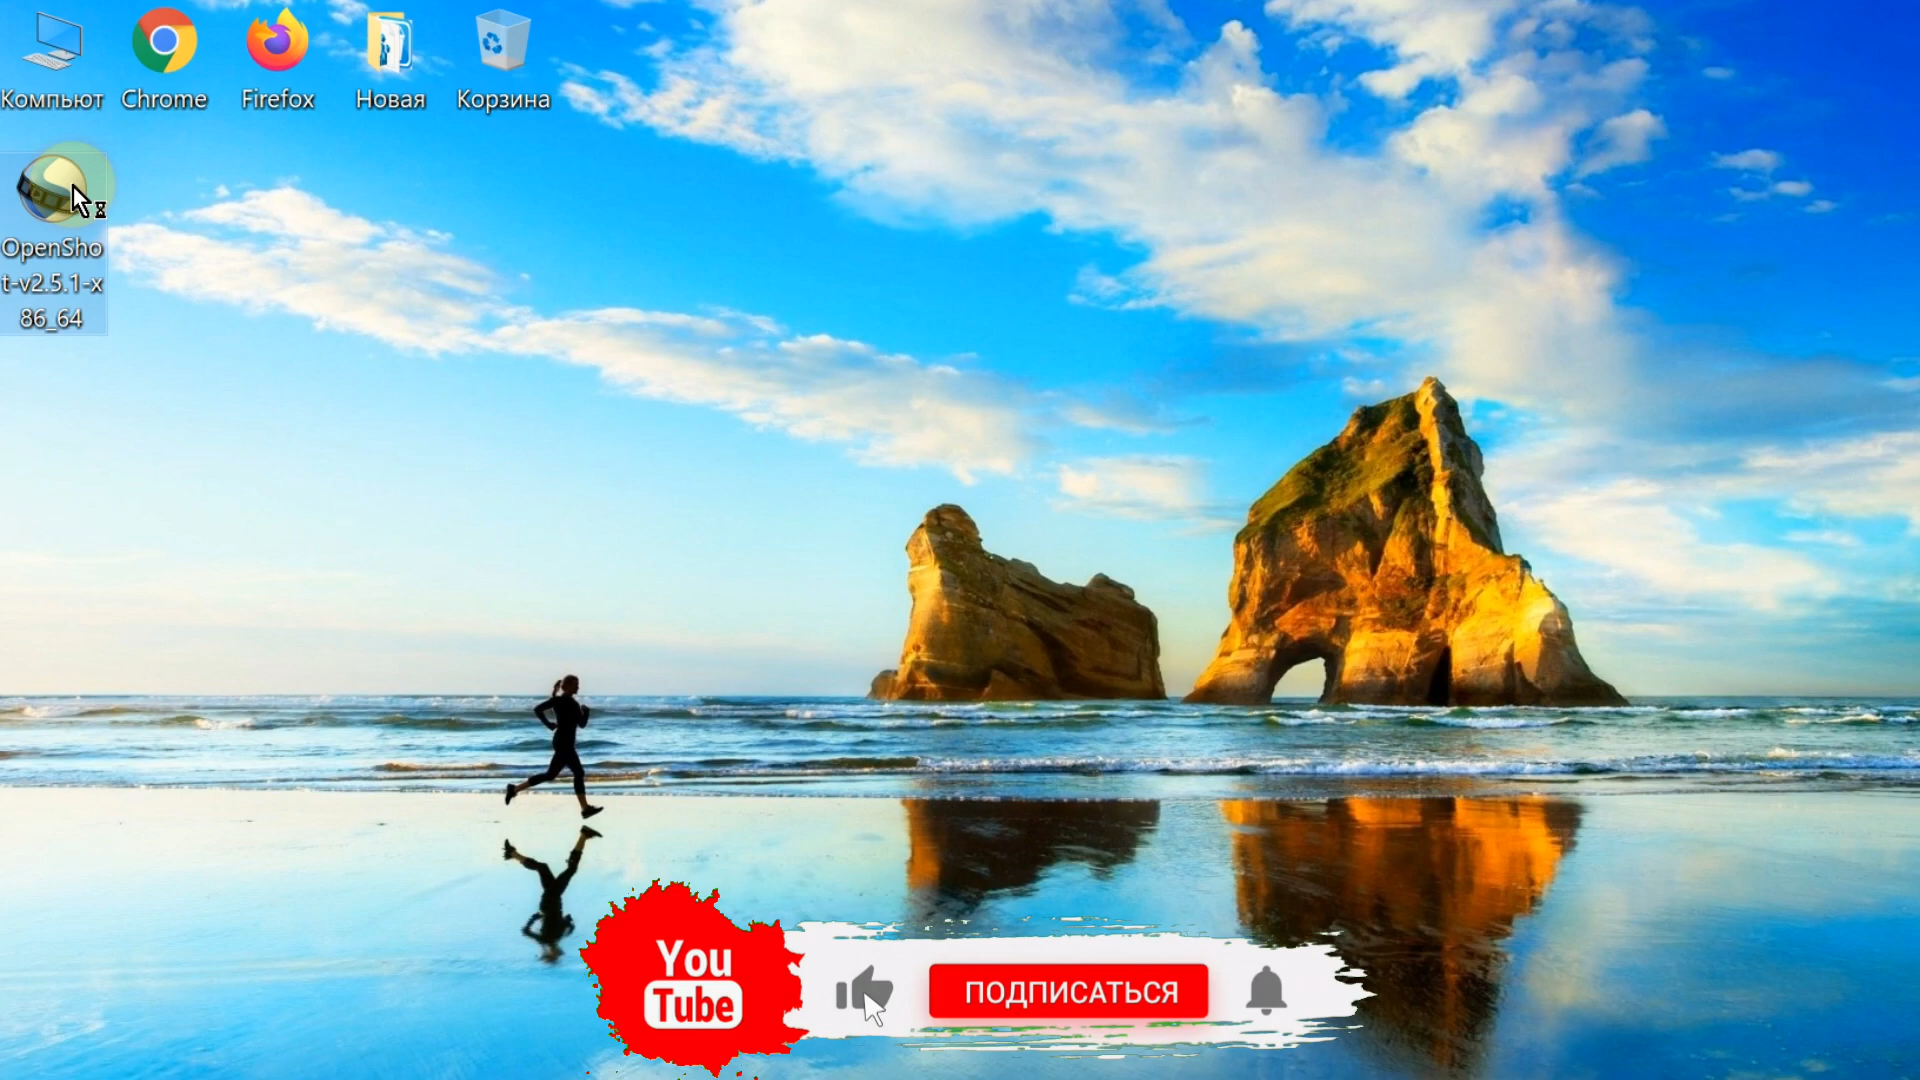 Компьют
Chrome
Firefox
Новая
Корзина
OpenSho
t-v2.5.1-x
86_64
You
Tube
ПОДПИСАТЬСЯ